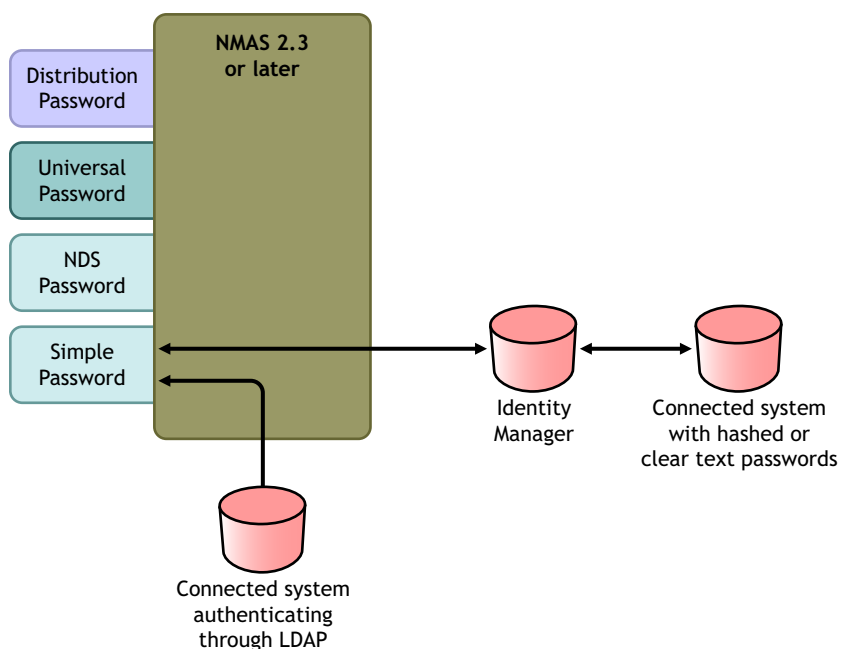 NMAS 2.3
or later
Distribution
Password
Universal
Password
NDS
Password
Simple
Password
Identity
Manager
Connected system
with hashed or
clear text passwords
Connected system
authenticating
through LDAP